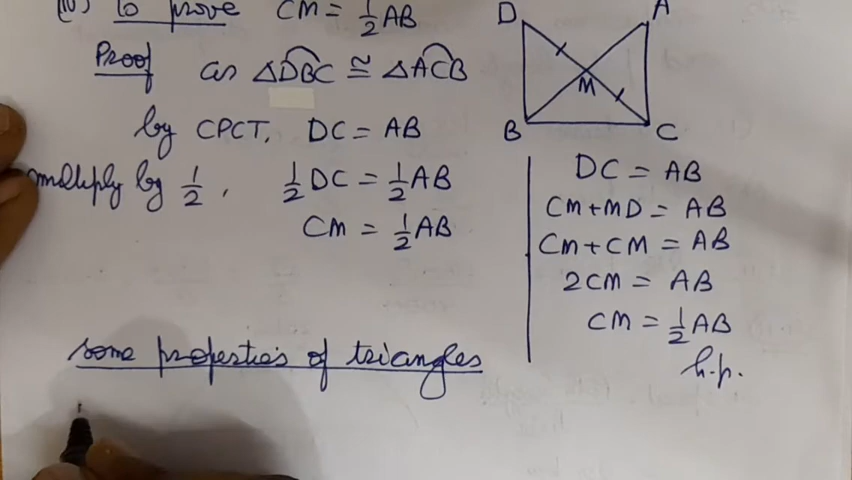 (iv) to prove CM = 1/2 AB
Proof as △DBC ≅ △ACB
by CPCT, DC = AB
multiply by 1/2, 1/2 DC = 1/2 AB
CM = 1/2 AB
D A
M
B C
DC = AB
CM+MD = AB
CM+CM = AB
2CM = AB
CM = 1/2 AB
h.p.
some properties of triangles